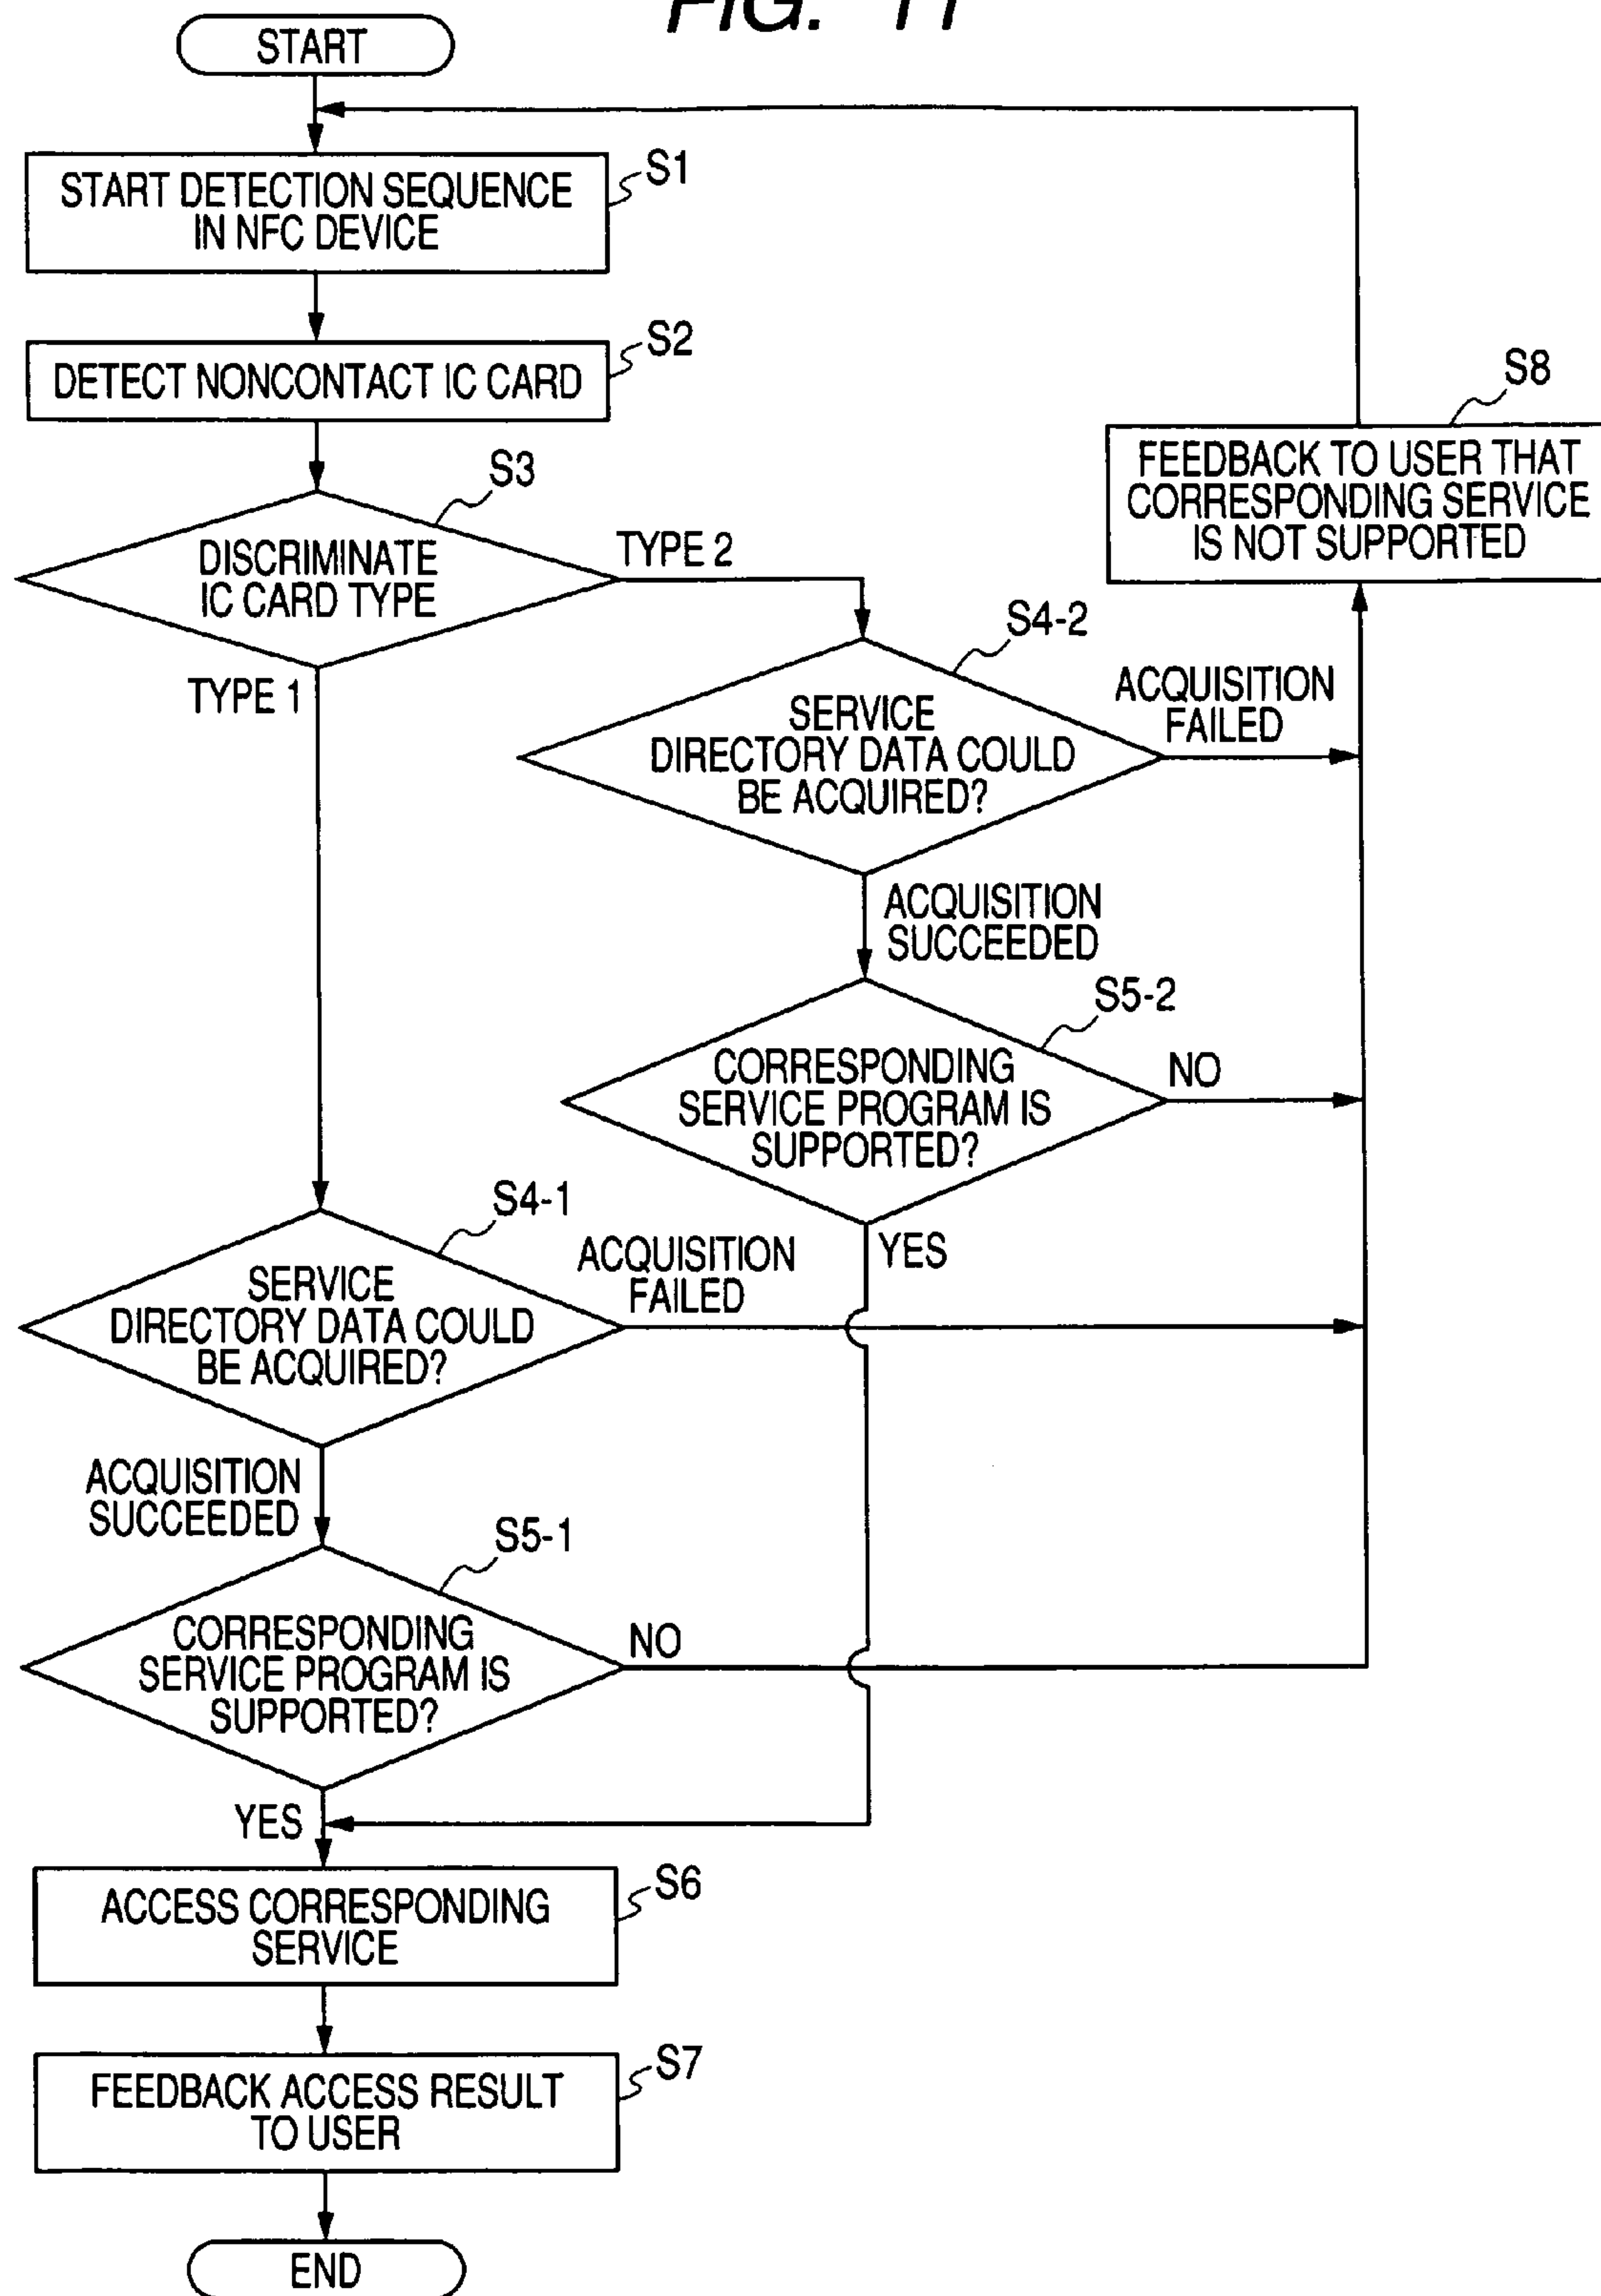 FIG. 11
START
START DETECTION SEQUENCE
IN NFC DEVICE
S1
DETECT NONCONTACT IC CARD
S2
S3
DISCRIMINATE
IC CARD TYPE
TYPE 2
TYPE 1
S8
FEEDBACK TO USER THAT
CORRESPONDING SERVICE
IS NOT SUPPORTED
S4-2
SERVICE
DIRECTORY DATA COULD
BE ACQUIRED?
ACQUISITION
FAILED
ACQUISITION
SUCCEEDED
S5-2
CORRESPONDING
SERVICE PROGRAM IS
SUPPORTED?
NO
YES
S4-1
SERVICE
DIRECTORY DATA COULD
BE ACQUIRED?
ACQUISITION
FAILED
ACQUISITION
SUCCEEDED
S5-1
CORRESPONDING
SERVICE PROGRAM IS
SUPPORTED?
NO
YES
S6
ACCESS CORRESPONDING
SERVICE
S7
FEEDBACK ACCESS RESULT
TO USER
END